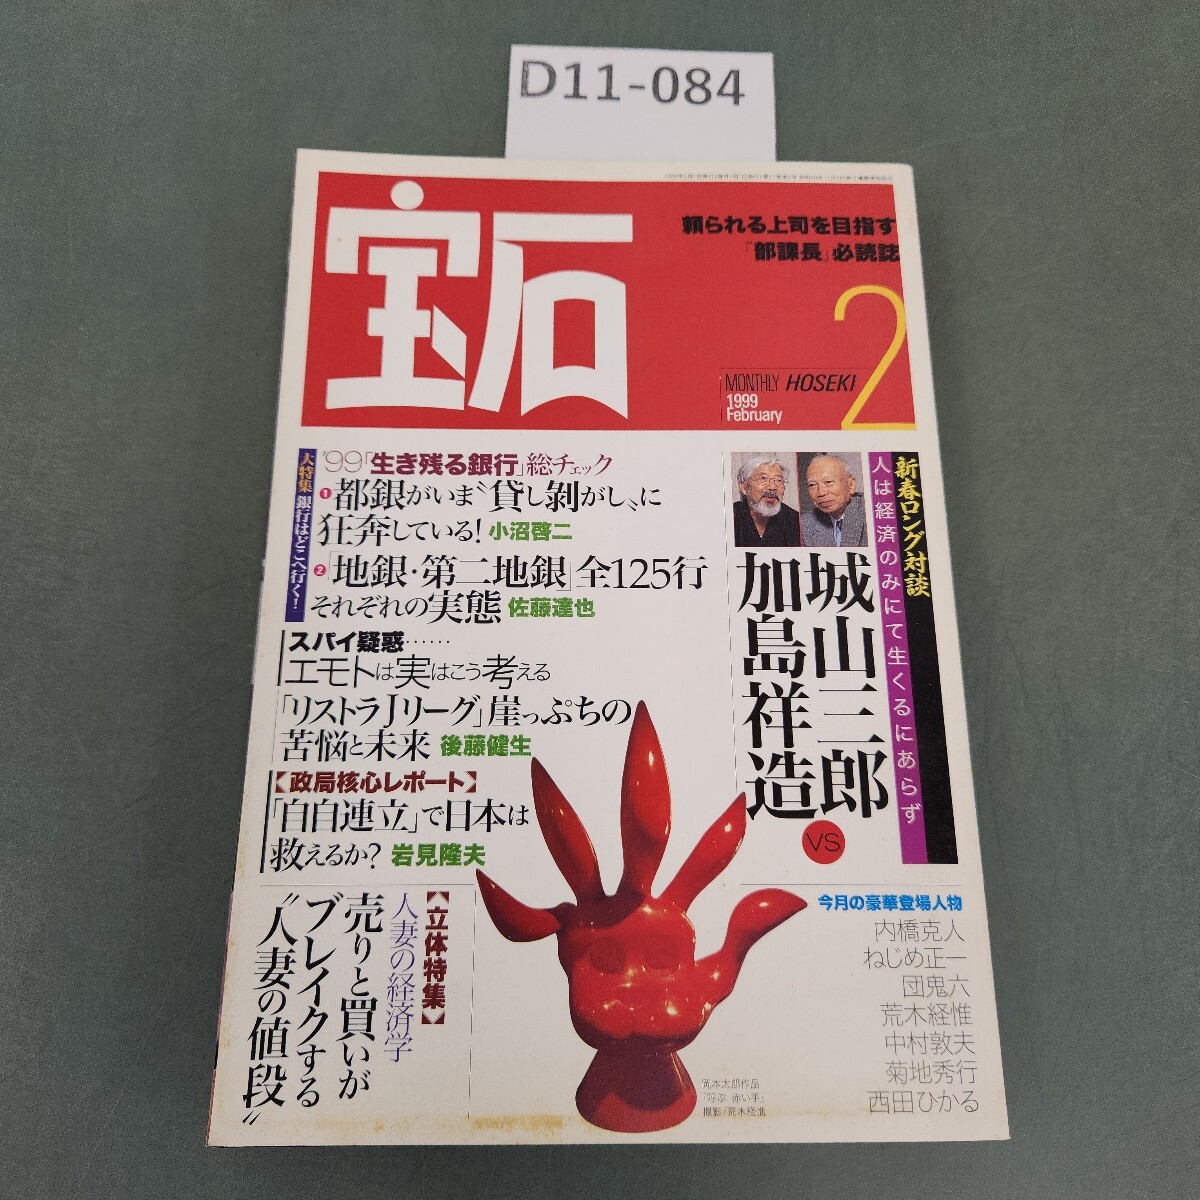 D11-084
宝石
頼られる上司を目指す
「部課長」必読誌
2
MONTHLY HOSEKI
1999
February
大特集 銀行はどこへ行く!
'99「生き残る銀行」総チェック
❶都銀がいま〝貸し剥がし〟に
狂奔している! 小沼啓二
❷「地銀・第二地銀」全125行
それぞれの実態 佐藤達也
スパイ疑惑……
エモトは実はこう考える
「リストラJリーグ」崖っぷちの
苦悩と未来 後藤健生
【政局核心レポート】
「自自連立」で日本は
救えるか? 岩見隆夫
新春ロング対談
人は経済のみにて生くるにあらず
城山三郎
VS
加島祥造
《立体特集》
人妻の経済学
売りと買いが
ブレイクする
〝人妻の値段〟
今月の豪華登場人物
内橋克人
ねじめ正一
団鬼六
荒木経惟
中村敦夫
菊地秀行
西田ひかる
岡本太郎作品
『呼ぶ 赤い手』